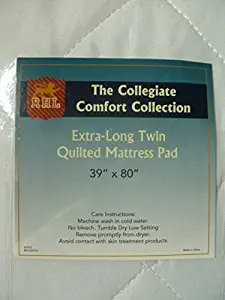 RHL
The Collegiate
Comfort Collection
Extra-Long Twin
Quilted Mattress Pad
39" x 80"
Care Instructions:
Machine wash in cold water.
No bleach. Tumble Dry Low Setting
Remove promptly from dryer.
Avoid contact with skin treatment products